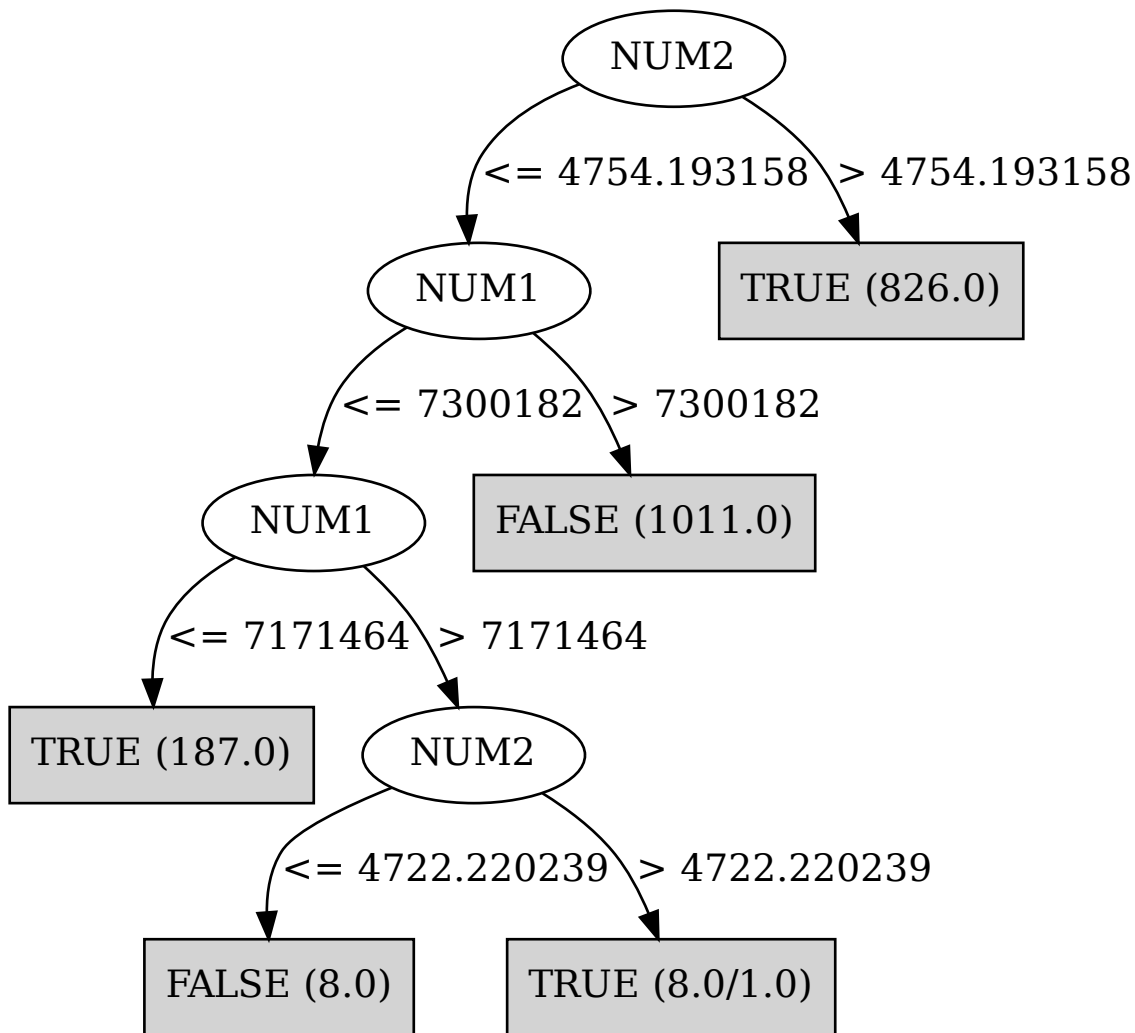 NUM2
<= 4754.193158
> 4754.193158
NUM1
TRUE (826.0)
<= 7300182
> 7300182
NUM1
FALSE (1011.0)
<= 7171464
> 7171464
TRUE (187.0)
NUM2
<= 4722.220239
> 4722.220239
FALSE (8.0)
TRUE (8.0/1.0)